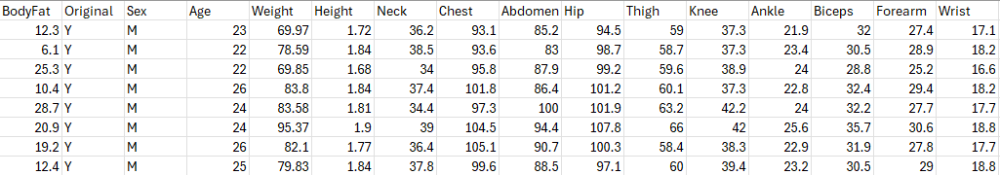 BodyFat Original Sex Age Weight Height Neck Chest Abdomen Hip Thigh Knee Ankle Biceps Forearm Wrist
12.3 Y M 23 69.97 1.72 36.2 93.1 85.2 94.5 59 37.3 21.9 32 27.4 17.1
6.1 Y M 22 78.59 1.84 38.5 93.6 83 98.7 58.7 37.3 23.4 30.5 28.9 18.2
25.3 Y M 22 69.85 1.68 34 95.8 87.9 99.2 59.6 38.9 24 28.8 25.2 16.6
10.4 Y M 26 83.8 1.84 37.4 101.8 86.4 101.2 60.1 37.3 22.8 32.4 29.4 18.2
28.7 Y M 24 83.58 1.81 34.4 97.3 100 101.9 63.2 42.2 24 32.2 27.7 17.7
20.9 Y M 24 95.37 1.9 39 104.5 94.4 107.8 66 42 25.6 35.7 30.6 18.8
19.2 Y M 26 82.1 1.77 36.4 105.1 90.7 100.3 58.4 38.3 22.9 31.9 27.8 17.7
12.4 Y M 25 79.83 1.84 37.8 99.6 88.5 97.1 60 39.4 23.2 30.5 29 18.8